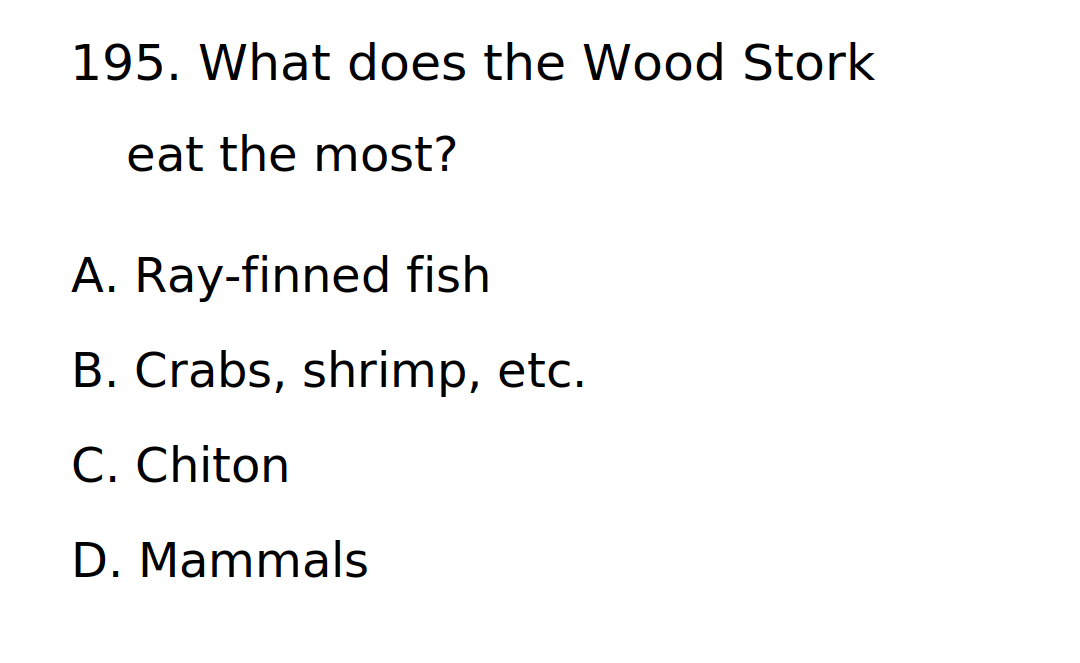 195. What does the Wood Stork
eat the most?
A. Ray-finned fish
B. Crabs, shrimp, etc.
C. Chiton
D. Mammals